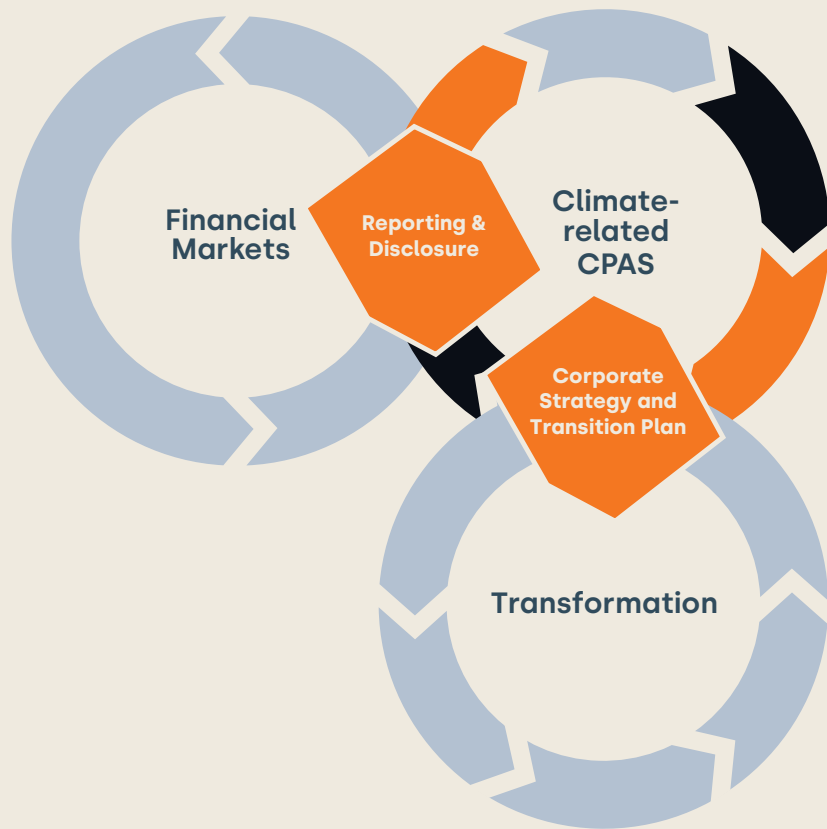 Financial
Markets
Reporting &
Disclosure
Climate-
related
CPAS
Corporate
Strategy and
Transition Plan
Transformation